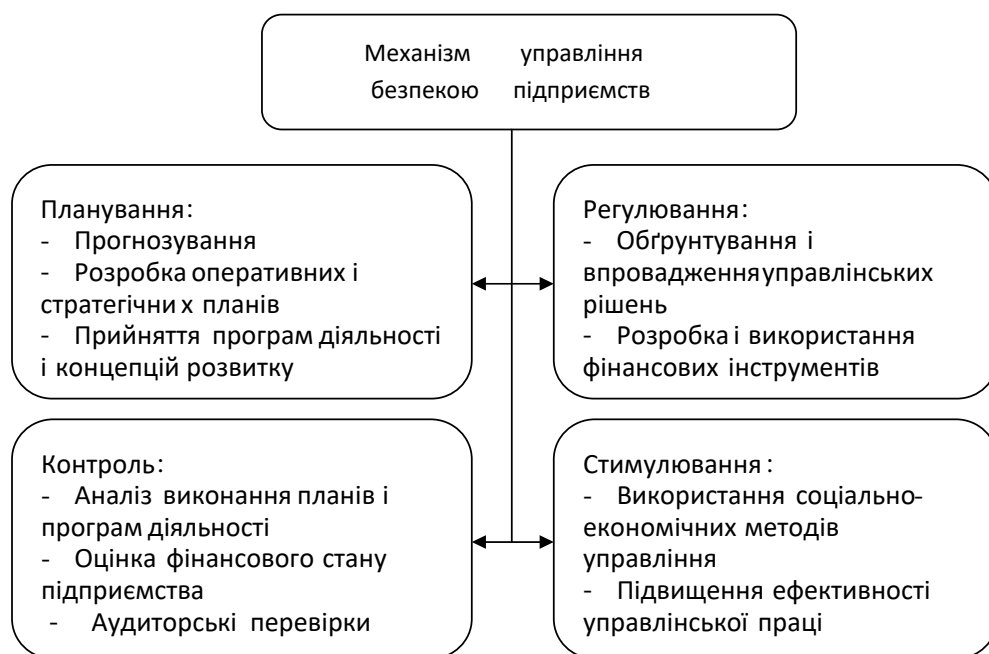 Механізм управління
безпекою підприємств
Планування:
- Прогнозування
- Розробка оперативних і
стратегічни х планів
- Прийняття програм діяльності
і концепцій розвитку
Регулювання:
- Обґрунтування і
впровадження управлінських
рішень
- Розробка і використання
фінансових інструментів
Контроль:
- Аналіз виконання планів і
програм діяльності
- Оцінка фінансового стану
підприємства
- Аудиторські перевірки
Стимулювання:
- Використання соціально-
економічних методів
управління
- Підвищення ефективності
управлінської праці